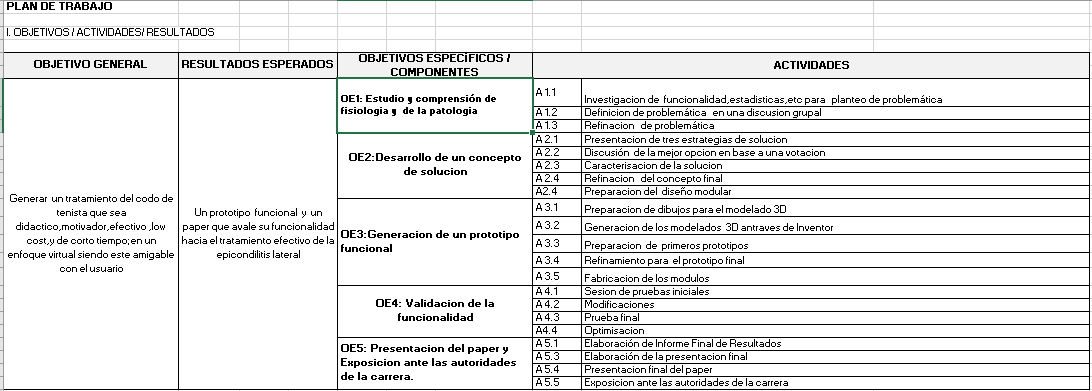 PLAN DE TRABAJO
I. OBJETIVOS / ACTIVIDADES/ RESULTADOS
OBJETIVO GENERAL
RESULTADOS ESPERADOS
OBJETIVOS ESPECÍFICOS /
COMPONENTES
ACTIVIDADES
Generar un tratamiento del codo de
tenista que sea
didactico,motivador,efectivo ,low
cost,y de corto tiempo;en un
enfoque virtual siendo este amigable
con el usuario
Un prototipo funcional y un
paper que avale su funcionalidad
hacia el tratamiento efectivo de la
epicondilitis lateral
OE1: Estudio y comprensión de
fisiologia y de la patologia
A 1.1 Investigacion de funcionalidad,estadisticas,etc para planteo de problemática
A 1.2 Definicion de problemática en una discusion grupal
A 1.3 Refinacion de problemática
OE2:Desarrollo de un concepto
de solucion
A 2.1 Presentacion de tres estrategias de solucion
A 2.2 Discusión de la mejor opcion en base a una votacion
A 2.3 Caracterisacion de la solucion
A 2.4 Refinacion del concepto final
A2.4 Preparacion del diseño modular
OE3:Generacion de un prototipo
funcional
A 3.1 Preparacion de dibujos para el modelado 3D
A 3.2 Generacion de los modelados 3D antraves de Inventor
A 3.3 Preparacion de primeros prototipos
A 3.4 Refinamiento para el prototipo final
A 3.5 Fabricacion de los modulos
OE4: Validacion de la
funcionalidad
A 4.1 Sesion de pruebas iniciales
A 4.2 Modificaciones
A 4.3 Prueba final
A4.4 Optimisacion
OE5: Presentacion del paper y
Exposicion ante las autoridades
de la carrera.
A 5.1 Elaboración de Informe Final de Resultados
A 5.3 Elaboración de la presentacion final
A 5.4 Presentacion final del paper
A 5.5 Exposicion ante las autoridades de la carrera